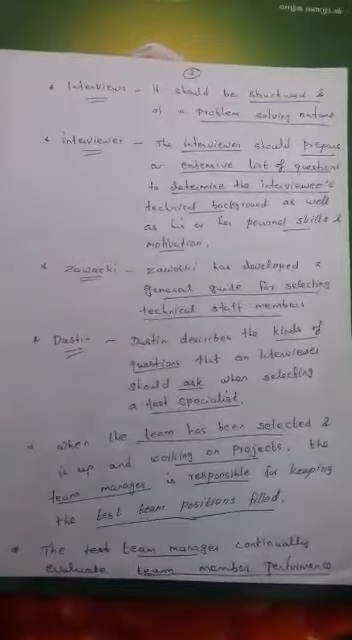 2
* Interviews - It should be structured &
of a problem solving nature
* interviewer - The interviewer should prepare
an extensive list of questions
to determine the interviewee's
technical background as well
as his or her personal skills &
motivation.
* Zawacki - zawacki has developed a
general guide for selecting
technical staff members
* Dustin - Dustin describes the kinds of
questions that an Interviewer
should ask when selecting
a test specialist.
* when the team has been selected &
is up and working on projects, the
team manager is responsible for keeping
the test team positions filled.
* The test team manager continually
evaluate team member performance